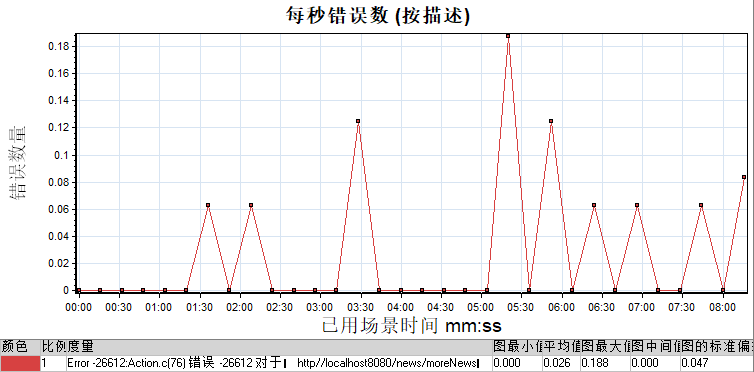 每秒错误数 (按描述)
错误数量
0.18
0.16
0.14
0.12
0.1
0.08
0.06
0.04
0.02
0
00:00 00:30 01:00 01:30 02:00 02:30 03:00 03:30 04:00 04:30 05:00 05:30 06:00 06:30 07:00 07:30 08:00
已用场景时间 mm:ss
颜色 比例 度量 图最小值 平均值 图最大值 图中间值 图的标准偏
1 Error -26612:Action.c(76) 错误 -26612 对于 http://localhost8080/news/moreNews 0.000 0.026 0.188 0.000 0.047